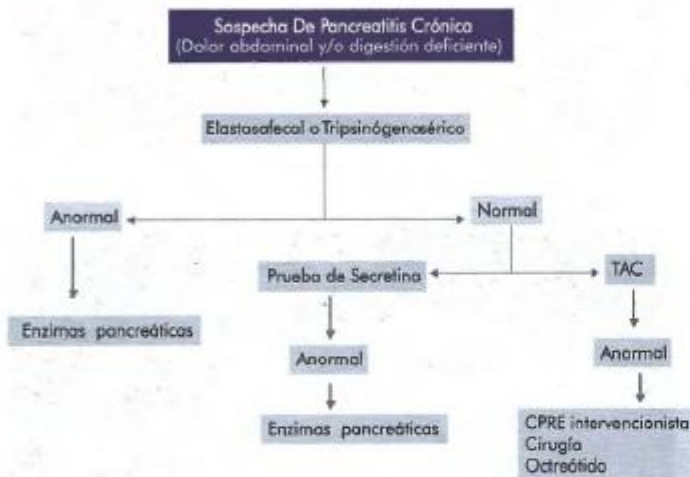 Sospecha De Pancreatitis Crónica
(Dolor abdominal y/o digestión deficiente)
Elastasafecal o Tripsinógenosérico
Anormal
Normal
Prueba de Secretina
TAC
Enzimas pancreáticas
Anormal
Anormal
Enzimas pancreáticas
CPRE intervencionista
Cirugía
Octreótido